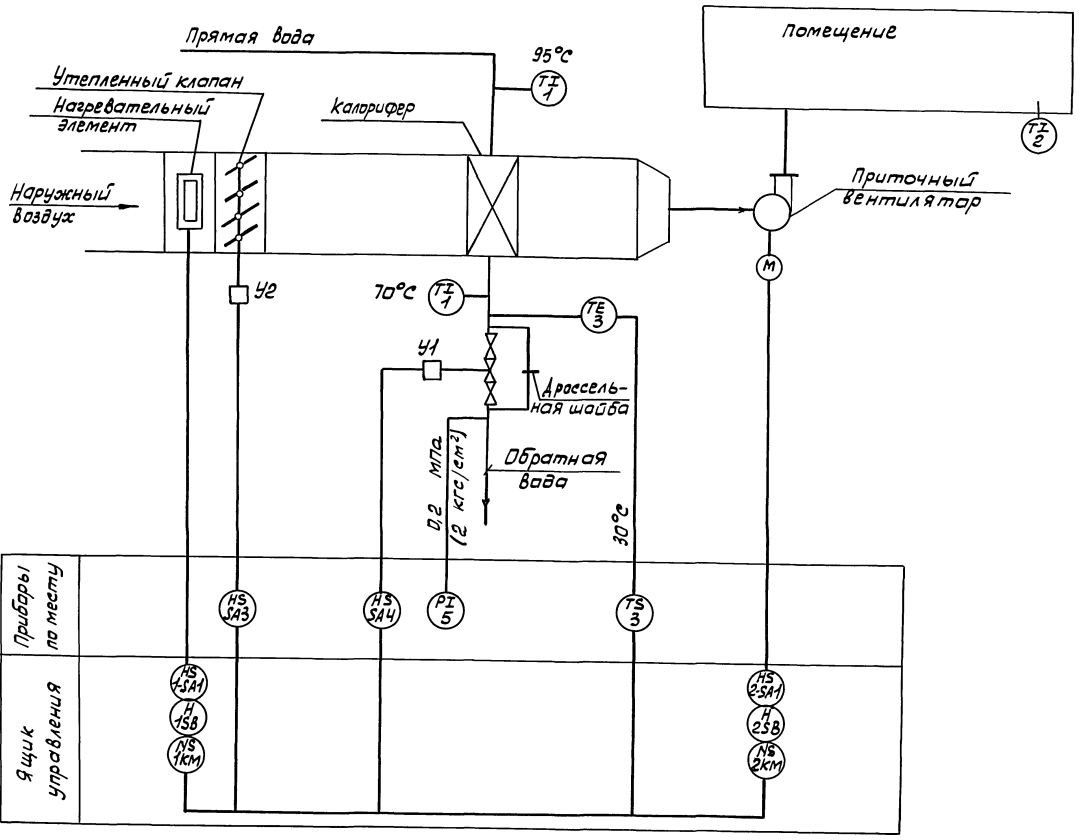 Прямая вода
95°С
TI
1
Помещение
TI
2
Утепленный клапан
Нагревательный
элемент
Калорифер
Наружный
воздух
Приточный
вентилятор
М
У2
70°С
TI
1
TE
3
У1
Дроссель-
ная шайба
0,2 мпа
(2 кгс/см²)
Обратная
вада
30°С
Приборы
по месту
HS
SA3
HS
SA4
PI
5
TS
3
Ящик
управления
HS
1-SA1
H
1SB
NS
1КМ
HS
2-SA1
H
2SB
NS
2КМ